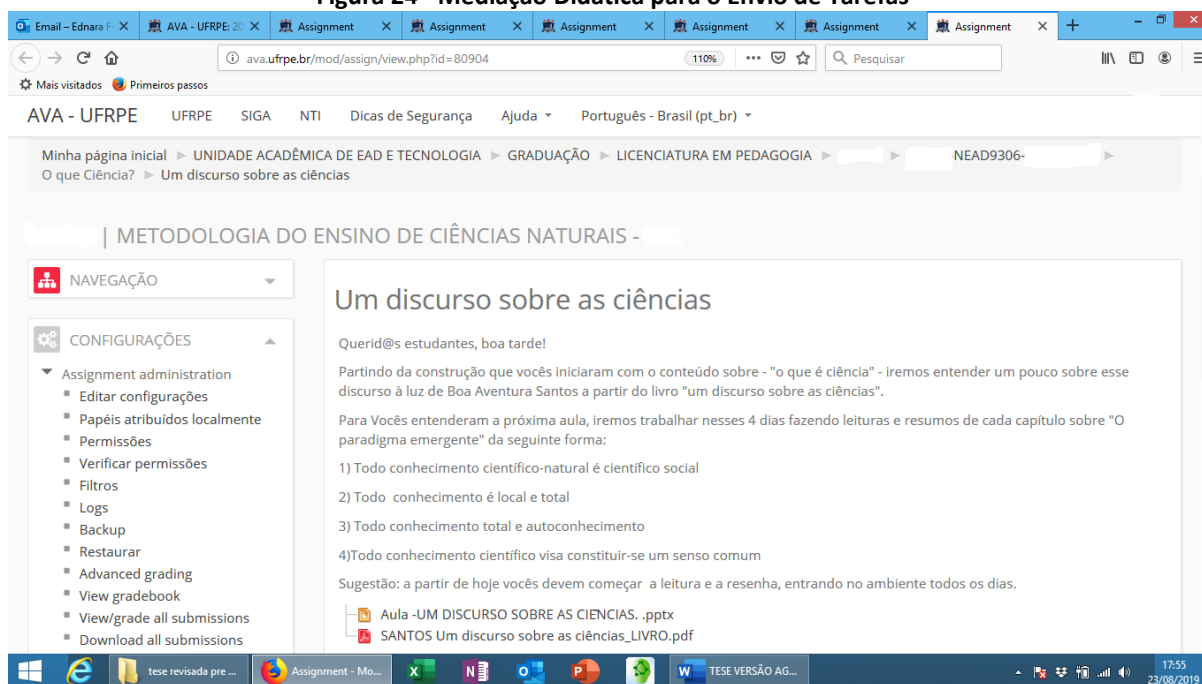 Figura 24 - Mediação Didática para o Envio de Tarefas
Email – Ednara F
AVA - UFRPE: 20
Assignment
Assignment
Assignment
Assignment
Assignment
Assignment
ava.ufrpe.br/mod/assign/view.php?id=80904
110%
Pesquisar
Mais visitados
Primeiros passos
AVA - UFRPE UFRPE SIGA NTI Dicas de Segurança Ajuda Português - Brasil (pt_br)
Minha página inicial UNIDADE ACADÊMICA DE EAD E TECNOLOGIA GRADUAÇÃO LICENCIATURA EM PEDAGOGIA NEAD9306-
O que Ciência? Um discurso sobre as ciências
| METODOLOGIA DO ENSINO DE CIÊNCIAS NATURAIS -
NAVEGAÇÃO
CONFIGURAÇÕES
Assignment administration
Editar configurações
Papéis atribuídos localmente
Permissões
Verificar permissões
Filtros
Logs
Backup
Restaurar
Advanced grading
View gradebook
View/grade all submissions
Download all submissions
Um discurso sobre as ciências
Querid@s estudantes, boa tarde!
Partindo da construção que vocês iniciaram com o conteúdo sobre - "o que é ciência" - iremos entender um pouco sobre esse
discurso à luz de Boa Aventura Santos a partir do livro "um discurso sobre as ciências".
Para Vocês entenderam a próxima aula, iremos trabalhar nesses 4 dias fazendo leituras e resumos de cada capítulo sobre "O
paradigma emergente" da seguinte forma:
1) Todo conhecimento científico-natural é científico social
2) Todo conhecimento é local e total
3) Todo conhecimento total e autoconhecimento
4)Todo conhecimento científico visa constituir-se um senso comum
Sugestão: a partir de hoje vocês devem começar a leitura e a resenha, entrando no ambiente todos os dias.
Aula -UM DISCURSO SOBRE AS CIENCIAS. .pptx
SANTOS Um discurso sobre as ciências_LIVRO.pdf
tese revisada pre ...
Assignment - Mo...
TESE VERSÃO AG...
17:55
23/08/2019